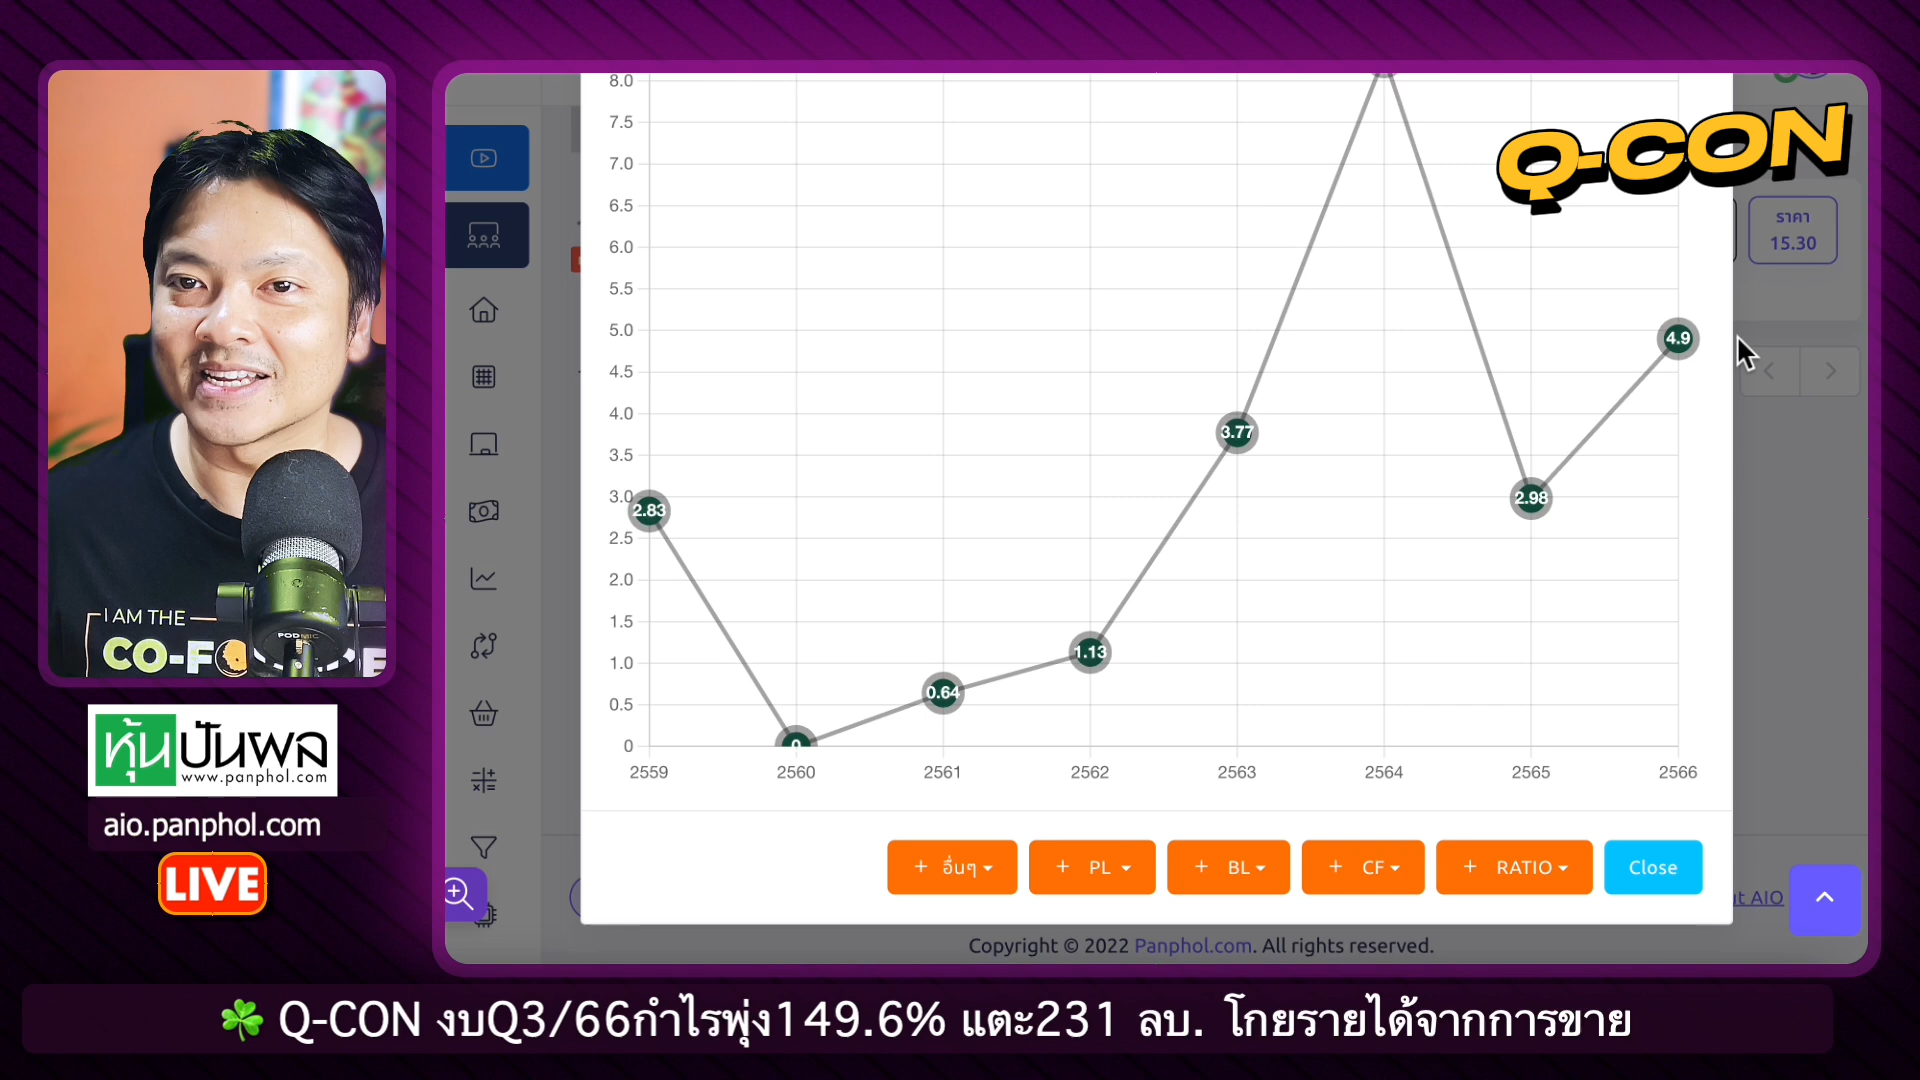 Q-CON
ราคา
15.30
8.0
7.5
7.0
6.5
6.0
5.5
5.0
4.5
4.0
3.5
3.0
2.5
2.0
1.5
1.0
0.5
0
2.83
0
0.64
1.13
3.77
2.98
4.9
2559
2560
2561
2562
2563
2564
2565
2566
+ อื่นๆ
+ PL
+ BL
+ CF
+ RATIO
Close
AIO
Copyright © 2022 Panphol.com. All rights reserved.
I AM THE
CO-F
PODMIC
หุ้นปันผล
www.panphol.com
aio.panphol.com
LIVE
Q-CON งบQ3/66กำไรพุ่ง149.6% แตะ231 ลบ. โกยรายได้จากการขาย